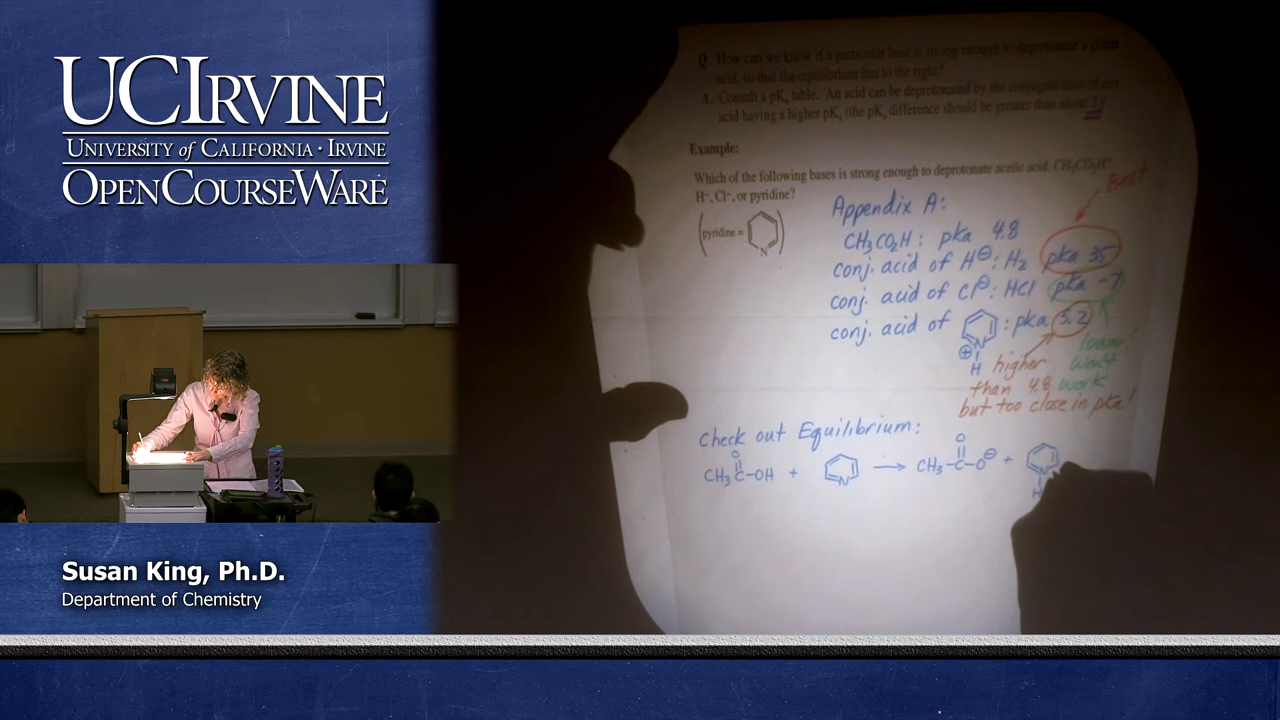 UCIRVINE
UNIVERSITY of CALIFORNIA · IRVINE
OPENCOURSEWARE
Susan King, Ph.D.
Department of Chemistry
Q. How can we know if a particular base is strong enough to deprotonate a given
acid, so that the equilibrium lies to the right?
A. Consult a pKa table. An acid can be deprotonated by the conjugate base of any
acid having a higher pKa (the pKa difference should be greater than about 2.)
Example:
Which of the following bases is strong enough to deprotonate acetic acid, CH3CO2H:
H–, Cl–, or pyridine?
(pyridine = N)
Appendix A:
Best
CH3CO2H: pka 4.8
conj. acid of H⊖: H2 pka 35
conj. acid of Cl⊖: HCl pka -7
conj. acid of N ⊕ H : pka 5.2
lower
higher won't
than 4.8 work
but too close in pka!
Check out Equilibrium:
CH3C(O)-OH + N → CH3-C(O)-O⊖ + H